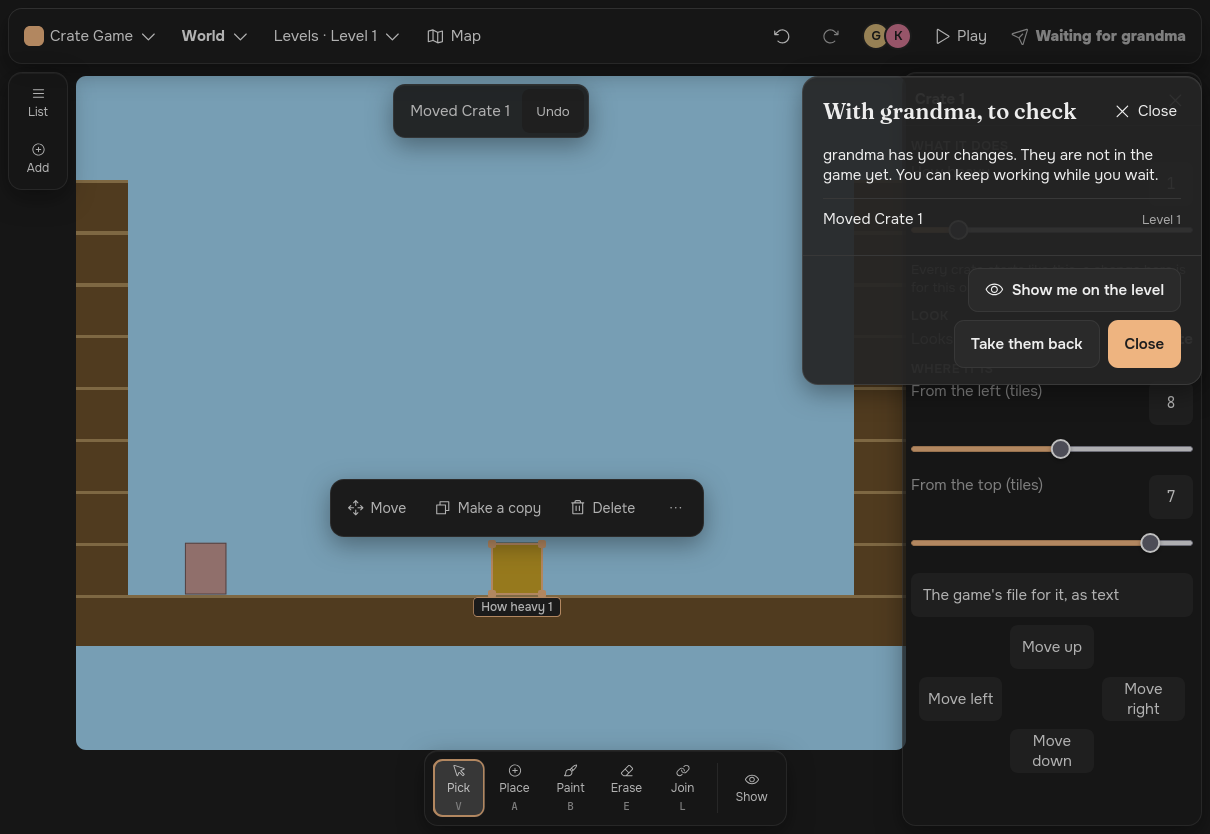 Crate Game
World
Levels · Level 1
Map
G
K
Play
Waiting for grandma
List
Add
Moved Crate 1
Undo
With grandma, to check
Close
grandma has your changes. They are not in the
game yet. You can keep working while you wait.
Moved Crate 1
Level 1
Show me on the level
Take them back
Close
From the left (tiles)
8
From the top (tiles)
7
The game's file for it, as text
Move up
Move left
Move
right
Move
down
Move
Make a copy
Delete
...
How heavy 1
Pick
V
Place
A
Paint
B
Erase
E
Join
L
Show